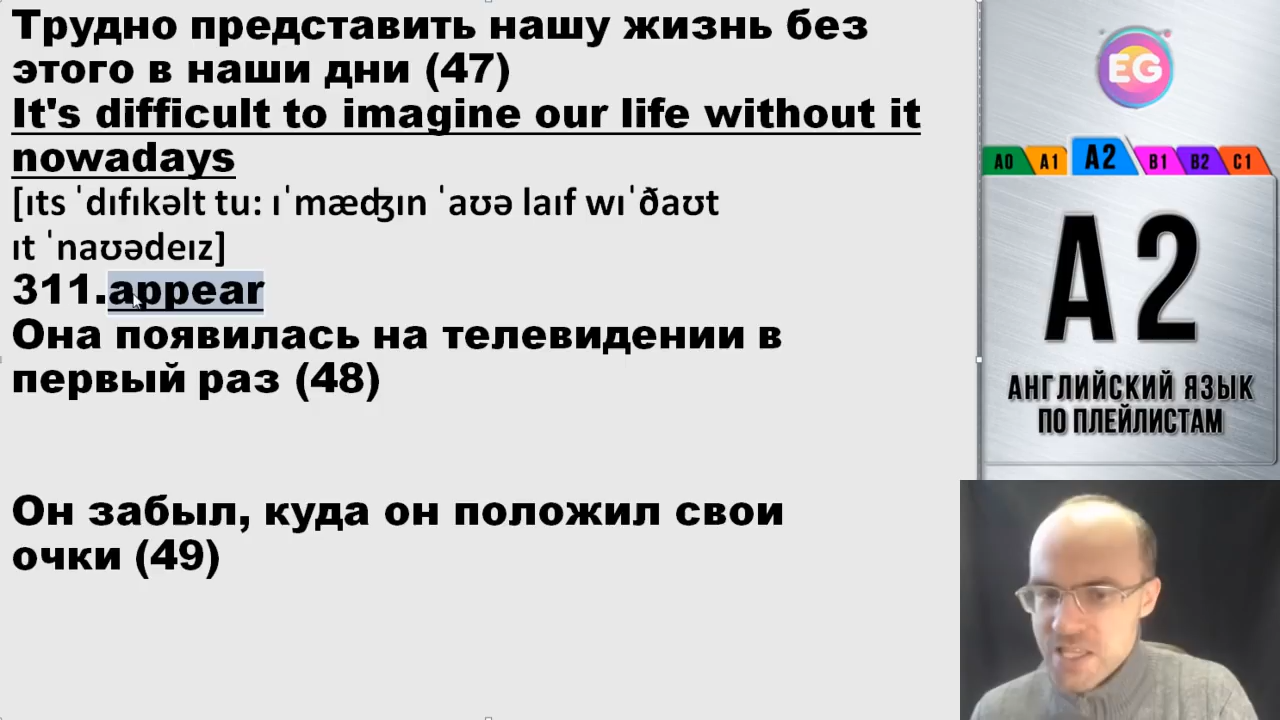 Трудно представить нашу жизнь без
этого в наши дни (47)
It's difficult to imagine our life without it
nowadays
[ɪts ˈdɪfɪkəlt tu: ɪˈmæʤɪn ˈaʊə laɪf wɪˈðaʊt
ɪt ˈnaʊədeɪz]
311.appear
Она появилась на телевидении в
первый раз (48)
Он забыл, куда он положил свои
очки (49)
EG
A0 A1 A2 B1 B2 C1
A2
АНГЛИЙСКИЙ ЯЗЫК
ПО ПЛЕЙЛИСТАМ